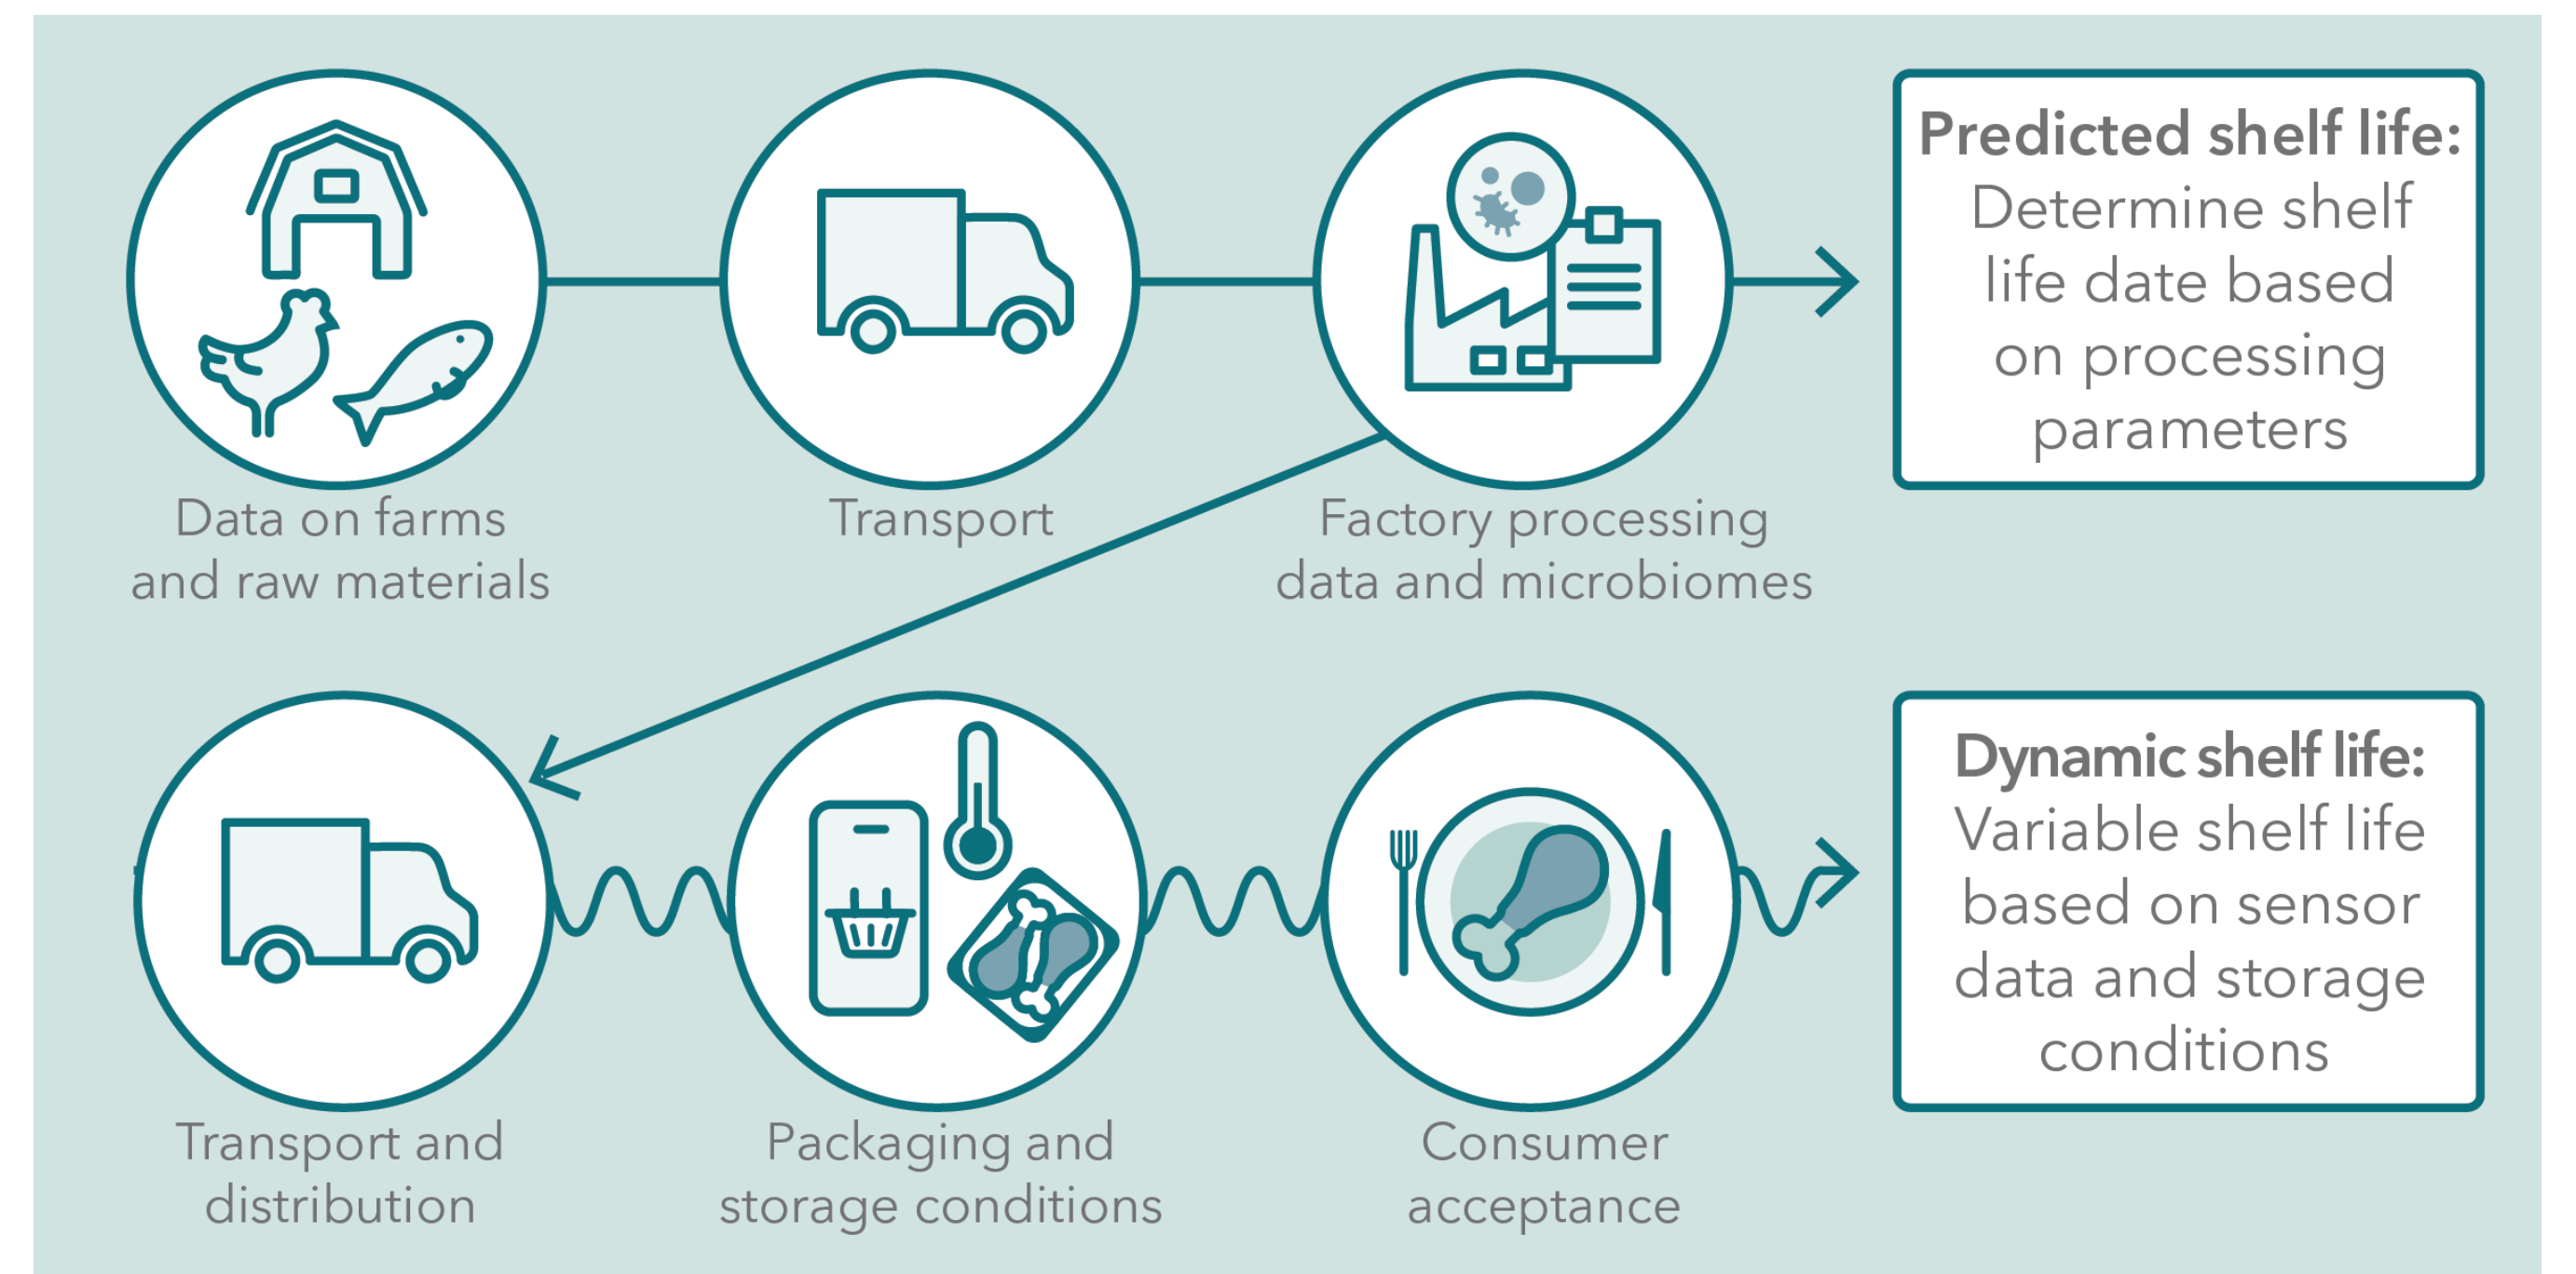 Data on farms
and raw materials
Transport
Factory processing
data and microbiomes
Predicted shelf life:
Determine shelf
life date based
on processing
parameters
Transport and
distribution
Packaging and
storage conditions
Consumer
acceptance
Dynamic shelf life:
Variable shelf life
based on sensor
data and storage
conditions